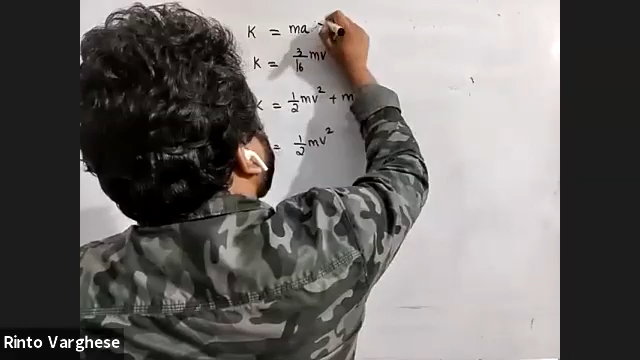 K = ma
K = 3/16 mv
K = 1/2 mv² + m
= 1/2 mv²
Rinto Varghese